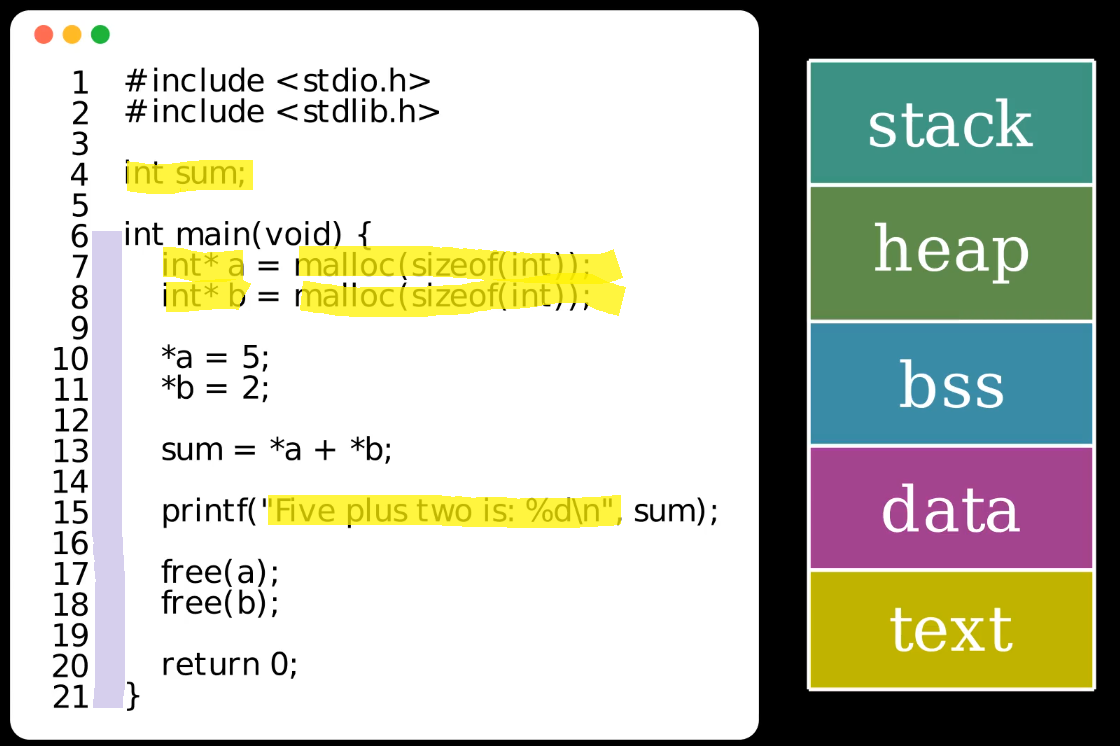 1 #include <stdio.h>
2 #include <stdlib.h>
3
4 int sum;
5
6 int main(void) {
7 int* a = malloc(sizeof(int));
8 int* b = malloc(sizeof(int));
9
10 *a = 5;
11 *b = 2;
12
13 sum = *a + *b;
14
15 printf("Five plus two is: %d\n", sum);
16
17 free(a);
18 free(b);
19
20 return 0;
21 }
stack
heap
bss
data
text